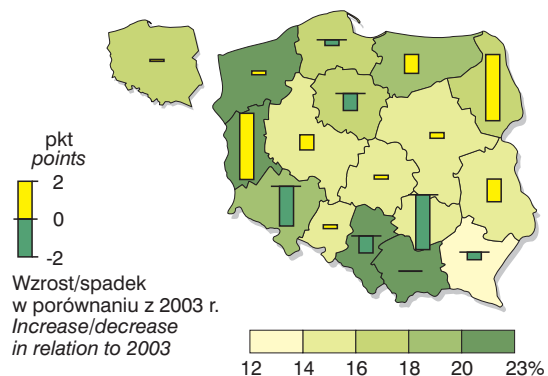 pkt
points
2
0
-2
Wzrost/spadek
w porównaniu z 2003 r.
Increase/decrease
in relation to 2003
12 14 16 18 20 23%